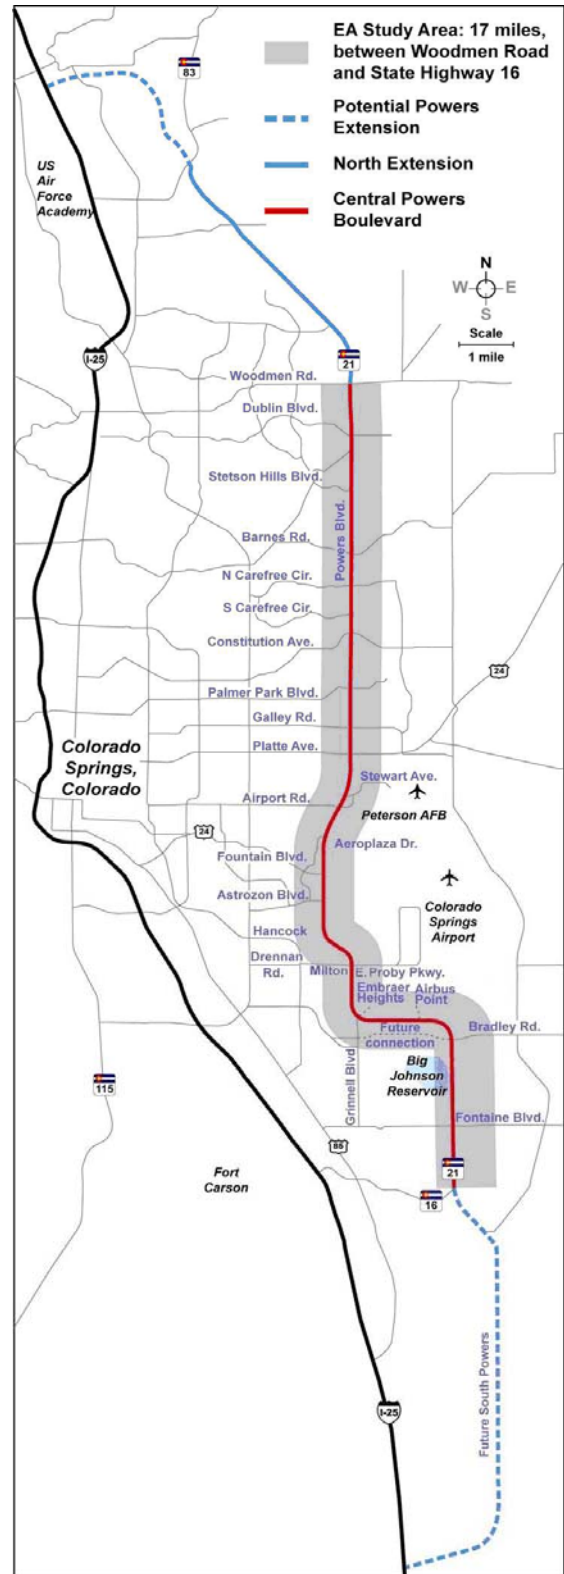 EA Study Area: 17 miles,
between Woodmen Road
and State Highway 16
83
Potential Powers
Extension
US
Air
Force
Academy
North Extension
Central Powers
Boulevard
N
W E
S
Scale
1 mile
I-25
21
Woodmen Rd.
Dublin Blvd.
Stetson Hills Blvd.
Powers Blvd.
Barnes Rd.
N Carefree Cir.
S Carefree Cir.
Constitution Ave.
24
Palmer Park Blvd.
Galley Rd.
Platte Ave.
Colorado
Springs,
Colorado
Stewart Ave.
Airport Rd.
Peterson AFB
24
Aeroplaza Dr.
Fountain Blvd.
Astrozon Blvd.
Colorado
Springs
Airport
Hancock
Drennan
Rd.
Milton E. Proby Pkwy.
Embraer
Heights
Airbus
Point
Future
connection
Bradley Rd.
Grinnell Blvd
Big
Johnson
Reservoir
115
Fontaine Blvd.
85
Fort
Carson
21
16
Future South Powers
I-25